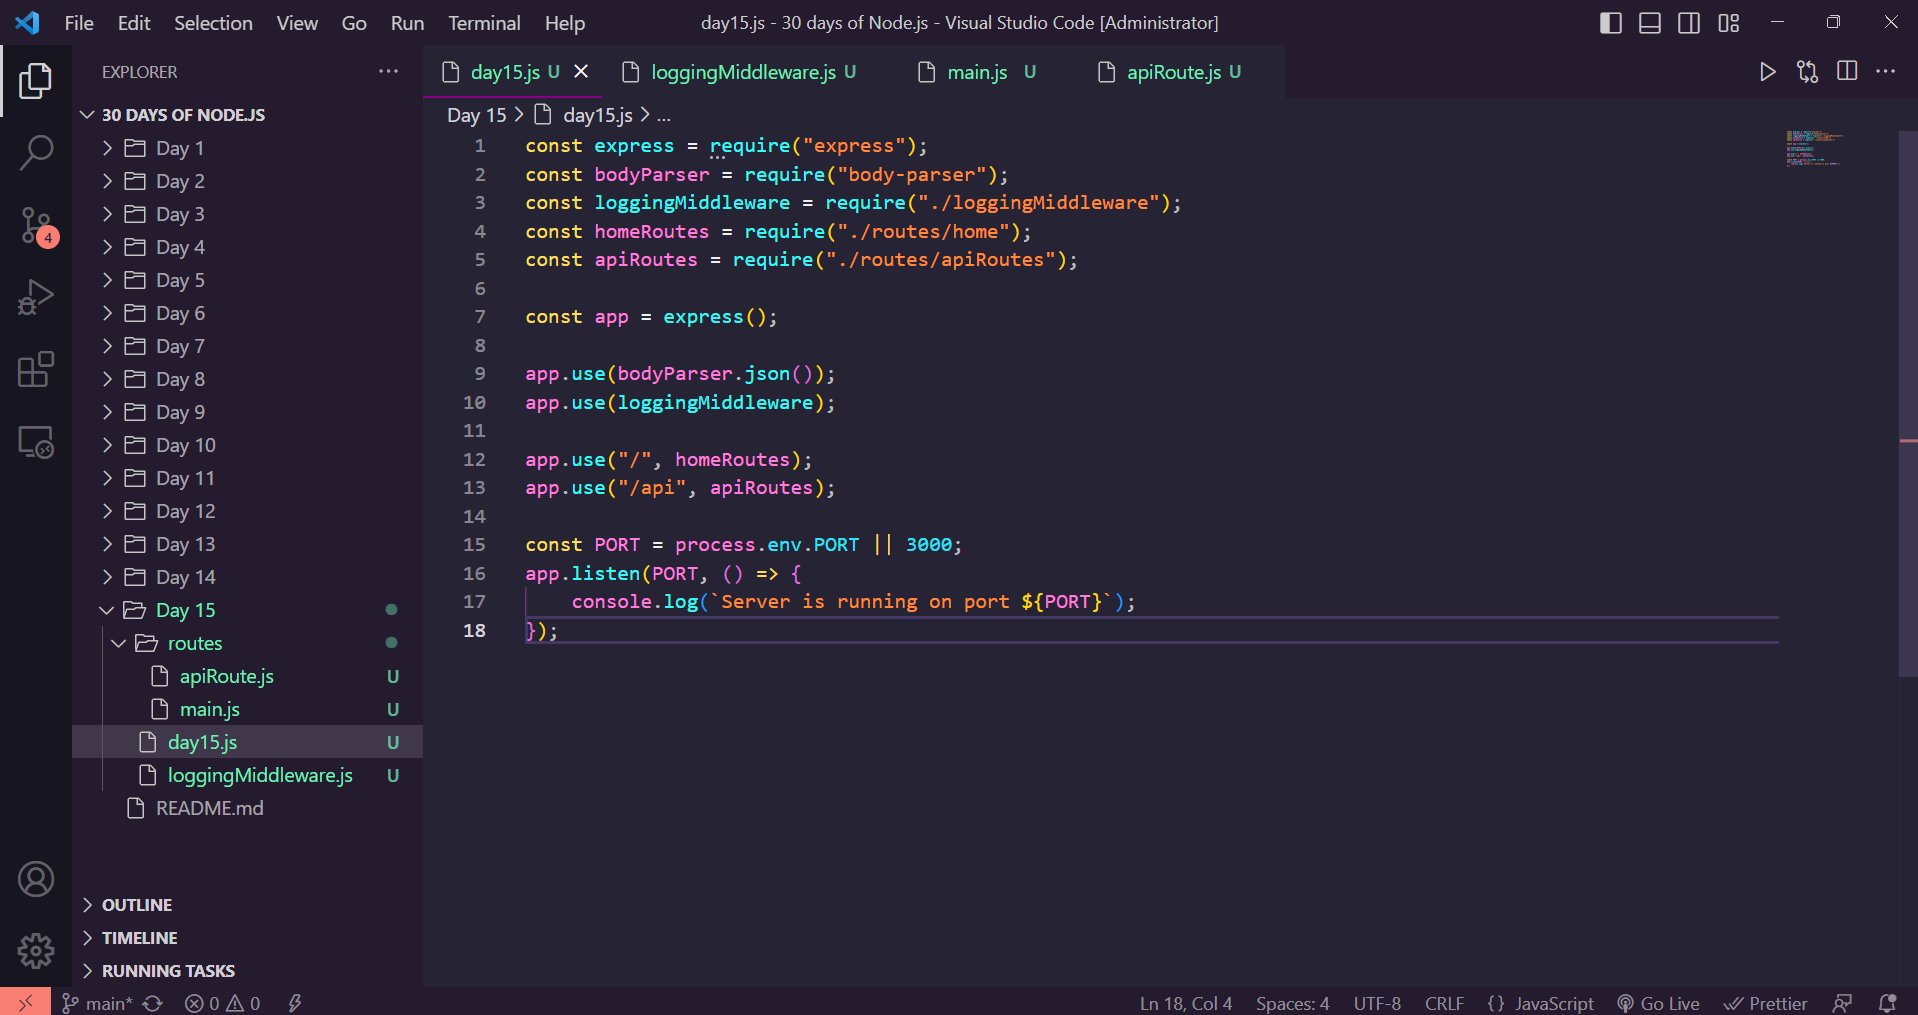 File Edit Selection View Go Run Terminal Help
day15.js - 30 days of Node.js - Visual Studio Code [Administrator]
EXPLORER
day15.js U
loggingMiddleware.js U
main.js U
apiRoute.js U
30 DAYS OF NODE.JS
Day 1
Day 2
Day 3
Day 4
4
Day 5
Day 6
Day 7
Day 8
Day 9
Day 10
Day 11
Day 12
Day 13
Day 14
Day 15
routes
apiRoute.js U
main.js U
day15.js U
loggingMiddleware.js U
README.md
OUTLINE
TIMELINE
RUNNING TASKS
Day 15 > day15.js > ...
1 const express = require("express");
2 const bodyParser = require("body-parser");
3 const loggingMiddleware = require("./loggingMiddleware");
4 const homeRoutes = require("./routes/home");
5 const apiRoutes = require("./routes/apiRoutes");
6
7 const app = express();
8
9 app.use(bodyParser.json());
10 app.use(loggingMiddleware);
11
12 app.use("/", homeRoutes);
13 app.use("/api", apiRoutes);
14
15 const PORT = process.env.PORT || 3000;
16 app.listen(PORT, () => {
17     console.log(`Server is running on port ${PORT}`);
18 });
main* 0 0
Ln 18, Col 4 Spaces: 4 UTF-8 CRLF {} JavaScript Go Live Prettier